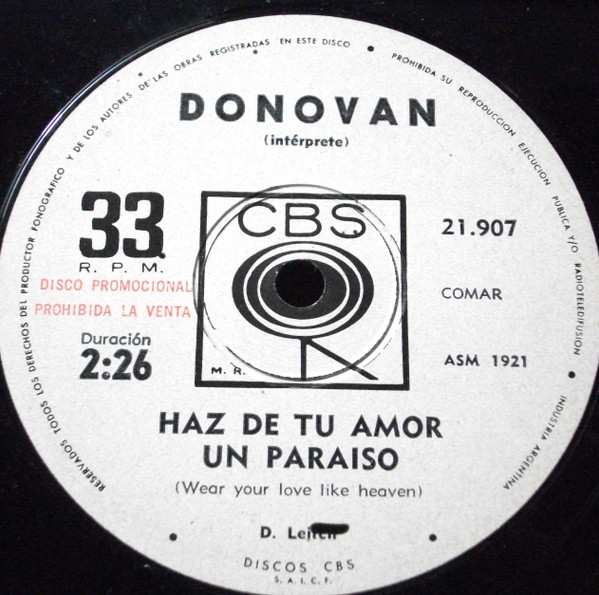 RESERVADOS TODOS LOS DERECHOS DEL PRODUCTOR FONOGRAFICO Y DE LOS AUTORES DE LAS OBRAS REGISTRADAS EN ESTE DISCO • PROHIBIDA SU REPRODUCCION EJECUCION PUBLICA Y/O RADIOTELEDIFUSION • INDUSTRIA ARGENTINA
DONOVAN
(intérprete)
33
R. P. M.
DISCO PROMOCIONAL
PROHIBIDA LA VENTA
Duración
2:26
CBS
M. R.
21.907
COMAR
ASM 1921
HAZ DE TU AMOR
UN PARAISO
(Wear your love like heaven)
D. Leitch
DISCOS CBS
S. A. I. C. F.